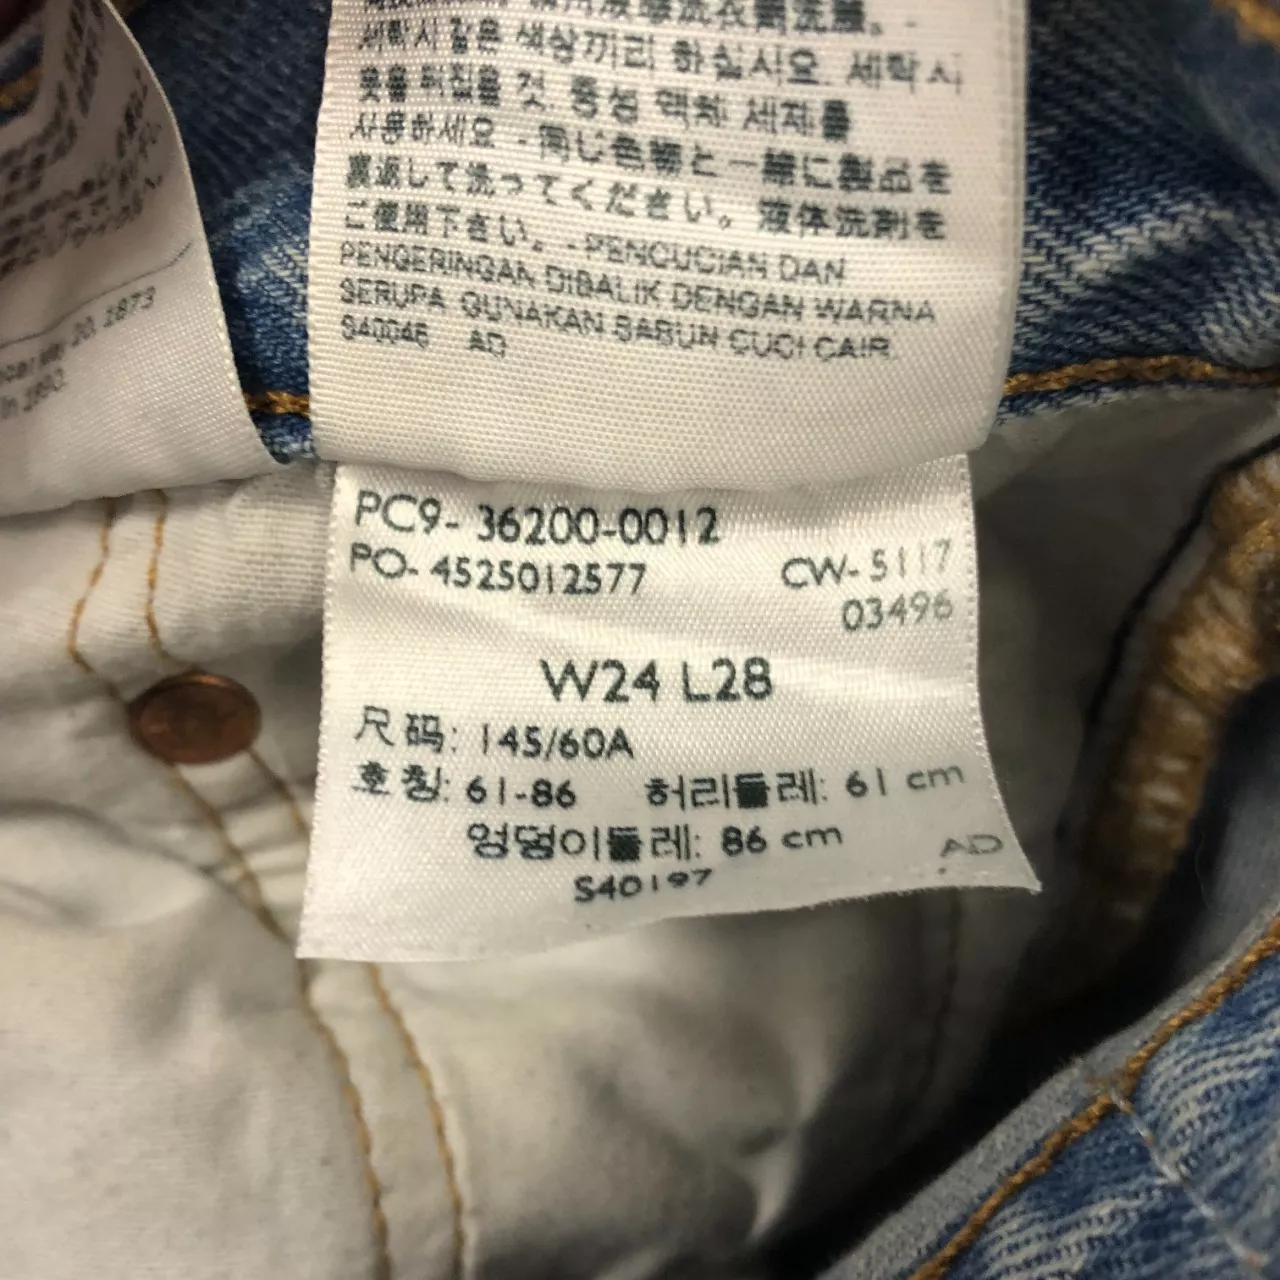 세탁시 같은 색상끼리 하십시오. 세탁시
옷을 뒤집을 것. 중성 액체 세제를
사용하세요 - 同じ色物と一緒に製品を
裏返して洗ってください。液体洗剤を
ご使用下さい。- PENCUCIAN DAN
PENGERINGAN DIBALIK DENGAN WARNA
SERUPA GUNAKAN SABUN CUCI CAIR.
S40046 AD
20, 1873
in 1890.
PC9- 36200-0012
PO- 4525012577 CW- 5117
03496
W24 L28
尺码: 145/60A
호칭: 61-86 허리둘레: 61 cm
엉덩이둘레: 86 cm AD
S40197